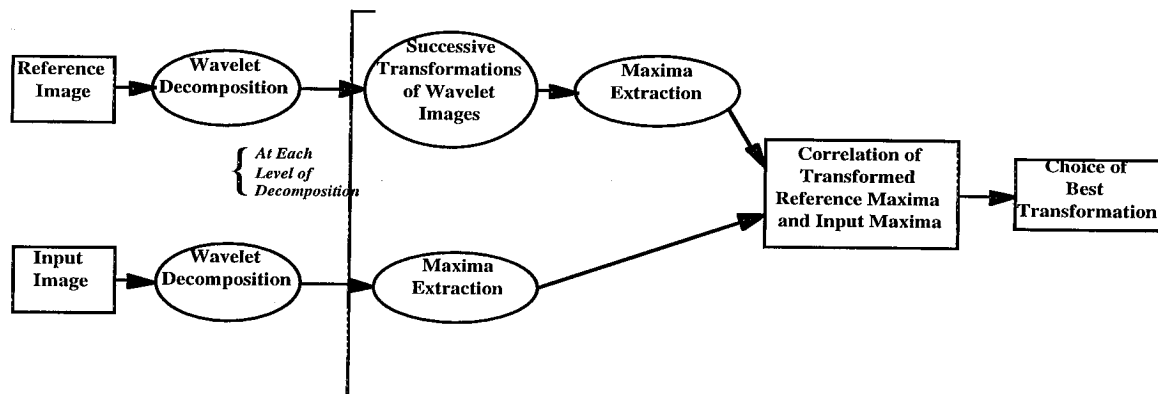 Reference
Image
Wavelet
Decomposition
Successive
Transformations
of Wavelet
Images
Maxima
Extraction
{ At Each
Level of
Decomposition
Correlation of
Transformed
Reference Maxima
and Input Maxima
Choice of
Best
Transformation
Input
Image
Wavelet
Decomposition
Maxima
Extraction